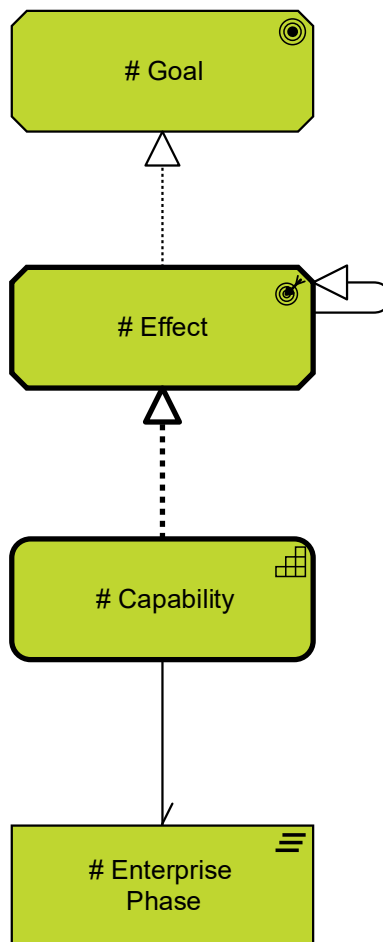 # Goal
# Effect
# Capability
# Enterprise
Phase